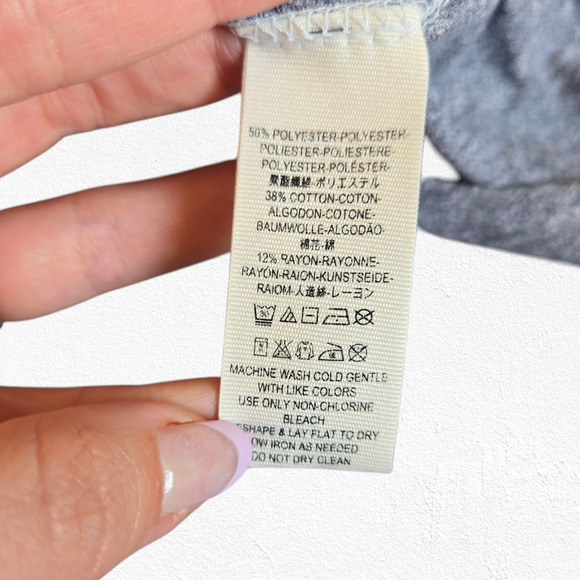 50% POLYESTER-POLYESTER-
POLIESTER-POLIESTERE-
POLYESTER-POLÉSTER-
聚酯纖維-ポリエステル
38% COTTON-COTON-
ALGODON-COTONE-
BAUMWOLLE-ALGODÃO
棉花-綿
12% RAYON-RAYONNE-
RAYÓN-RAION-KUNSTSEIDE-
RAIOM-人造絲-レーヨン
MACHINE WASH COLD GENTLE
WITH LIKE COLORS
USE ONLY NON-CHLORINE
BLEACH
ESHAPE & LAY FLAT TO DRY
OW IRON AS NEEDED
DO NOT DRY CLEAN